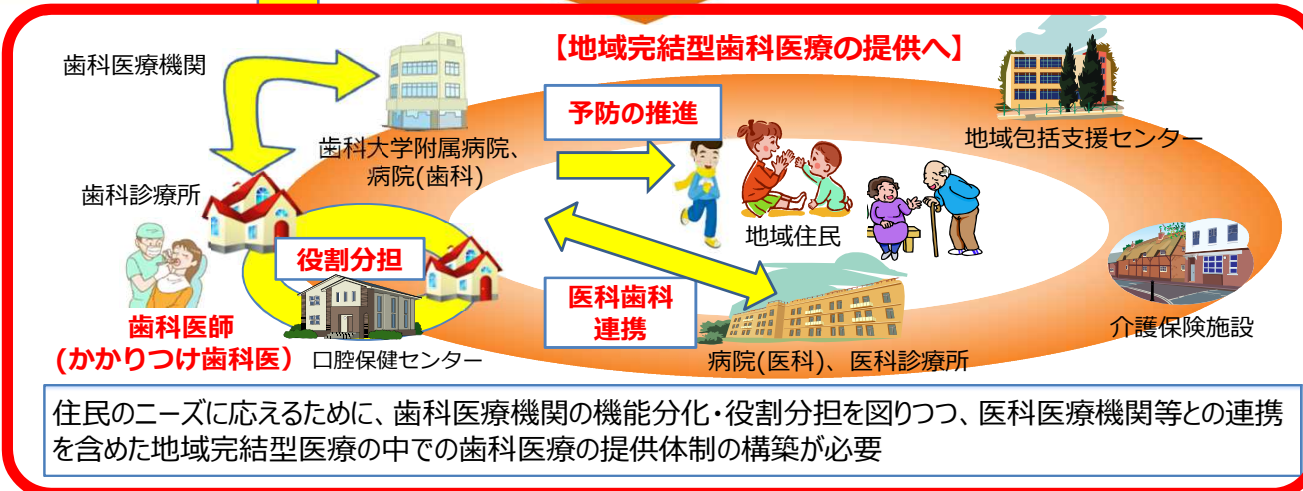 【地域完結型歯科医療の提供へ】
歯科医療機関
歯科大学附属病院、
病院(歯科)
予防の推進
地域包括支援センター
歯科診療所
地域住民
役割分担
医科歯科
連携
歯科医師
(かかりつけ歯科医）
口腔保健センター
病院(医科)、医科診療所
介護保険施設
住民のニーズに応えるために、歯科医療機関の機能分化・役割分担を図りつつ、医科医療機関等との連携
を含めた地域完結型医療の中での歯科医療の提供体制の構築が必要